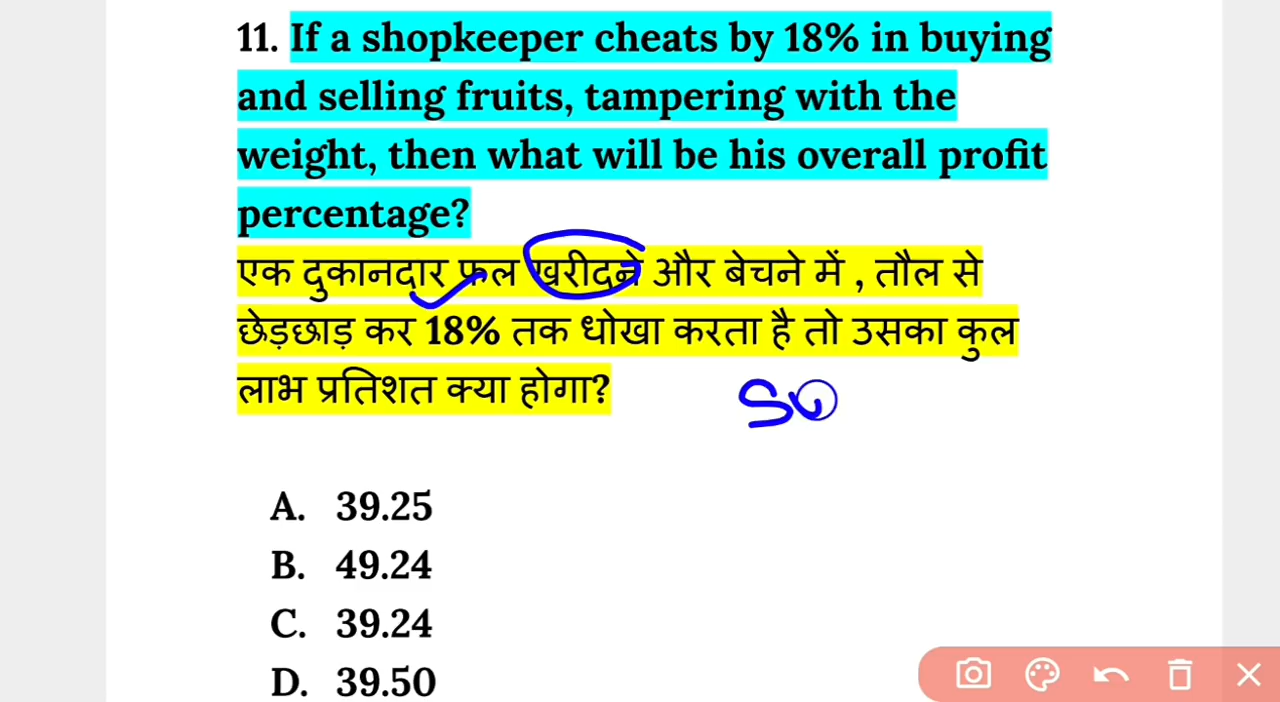 11. If a shopkeeper cheats by 18% in buying
and selling fruits, tampering with the
weight, then what will be his overall profit
percentage?
एक दुकानदार फल खरीदने और बेचने में , तौल से
छेड़छाड़ कर 18% तक धोखा करता है तो उसका कुल
लाभ प्रतिशत क्या होगा?
A. 39.25
B. 49.24
C. 39.24
D. 39.50